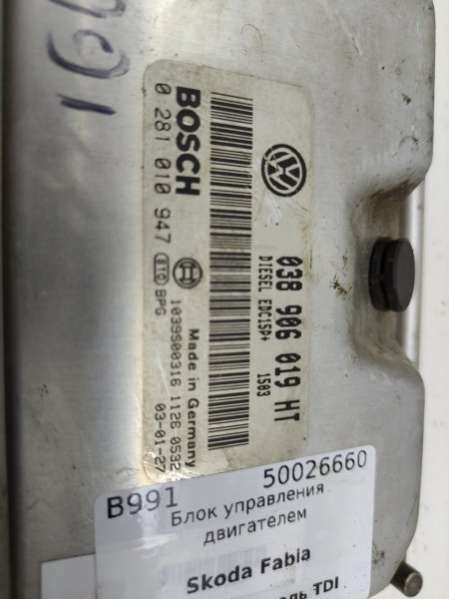 BOSCH
0 281 010 947
BPG
1039S00316 1126 0532
Made in Germany
03-01-27
038 906 019 HT
DIESEL EDC15P+
1583
B991
50026660
Блок управления
двигателем
Skoda Fabia
TDI